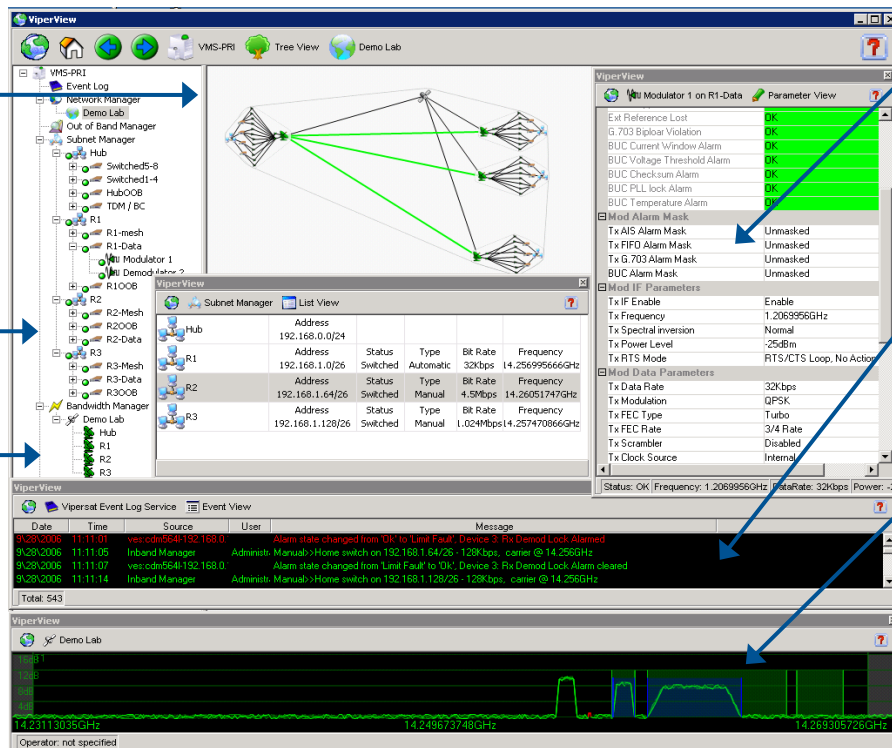 ViperView
VMS-PRI
Tree View
Demo Lab
VMS-PRI
Event Log
Network Manager
Demo Lab
Out of Band Manager
Subnet Manager
Hub
Switched5-8
Switched1-4
HubOOB
TDM / BC
R1
R1-mesh
R1-Data
Modulator 1
Demodulator 2
R1OOB
R2
R2-Mesh
R2OOB
R2-Data
R3
R3-Mesh
R3-Data
R3OOB
Bandwidth Manager
Demo Lab
Hub
R1
R2
R3
ViperView
Modulator 1 on R1-Data Parameter View
Ext Reference Lost OK
G.703 Biploar Violation OK
BUC Current Window Alarm OK
BUC Voltage Threshold Alarm OK
BUC Checksum Alarm OK
BUC PLL lock Alarm OK
BUC Temperature Alarm OK
Mod Alarm Mask
Tx AIS Alarm Mask Unmasked
Tx FIFO Alarm Mask Unmasked
Tx G.703 Alarm Mask Unmasked
BUC Alarm Mask Unmasked
Mod IF Parameters
Tx IF Enable Enable
Tx Frequency 1.2069956GHz
Tx Spectral inversion Normal
Tx Power Level -25dBm
Tx RTS Mode RTS/CTS Loop, No Action
Mod Data Parameters
Tx Data Rate 32Kbps
Tx Modulation QPSK
Tx FEC Type Turbo
Tx FEC Rate 3/4 Rate
Tx Scrambler Disabled
Tx Clock Source Internal
Status: OK Frequency: 1.2069956GHz DataRate: 32Kbps Power: -
ViperView
Subnet Manager List View
Hub Address
192.168.0.0/24
R1 Address Status Type Bit Rate Frequency
192.168.1.0/26 Switched Automatic 32Kbps 14.256995666GHz
R2 Address Status Type Bit Rate Frequency
192.168.1.64/26 Switched Manual 4.5Mbps 14.26051747GHz
R3 Address Status Type Bit Rate Frequency
192.168.1.128/26 Switched Manual 1.024Mbps 14.257470866GHz
ViperView
Vipersat Event Log Service Event View
Date Time Source User Message
9\28\2006 11:11:01 ves:cdm564l-192.168.0. Alarm state changed from 'Ok' to 'Limit Fault', Device 3: Rx Demod Lock Alarmed
9\28\2006 11:11:05 Inband Manager Administr Manual>>Home switch on 192.168.1.64/26 - 128Kbps, carrier @ 14.256GHz
9\28\2006 11:11:07 ves:cdm564l-192.168.0. Alarm state changed from 'Limit Fault' to 'Ok', Device 3: Rx Demod Lock Alarm cleared
9\28\2006 11:11:14 Inband Manager Administr Manual>>Home switch on 192.168.1.128/26 - 128Kbps, carrier @ 14.256GHz
Total: 543
ViperView
Demo Lab
16dB
12dB
8dB
4dB
14.23113035GHz 14.249673748GHz 14.269305726GHz
Operator: not specified